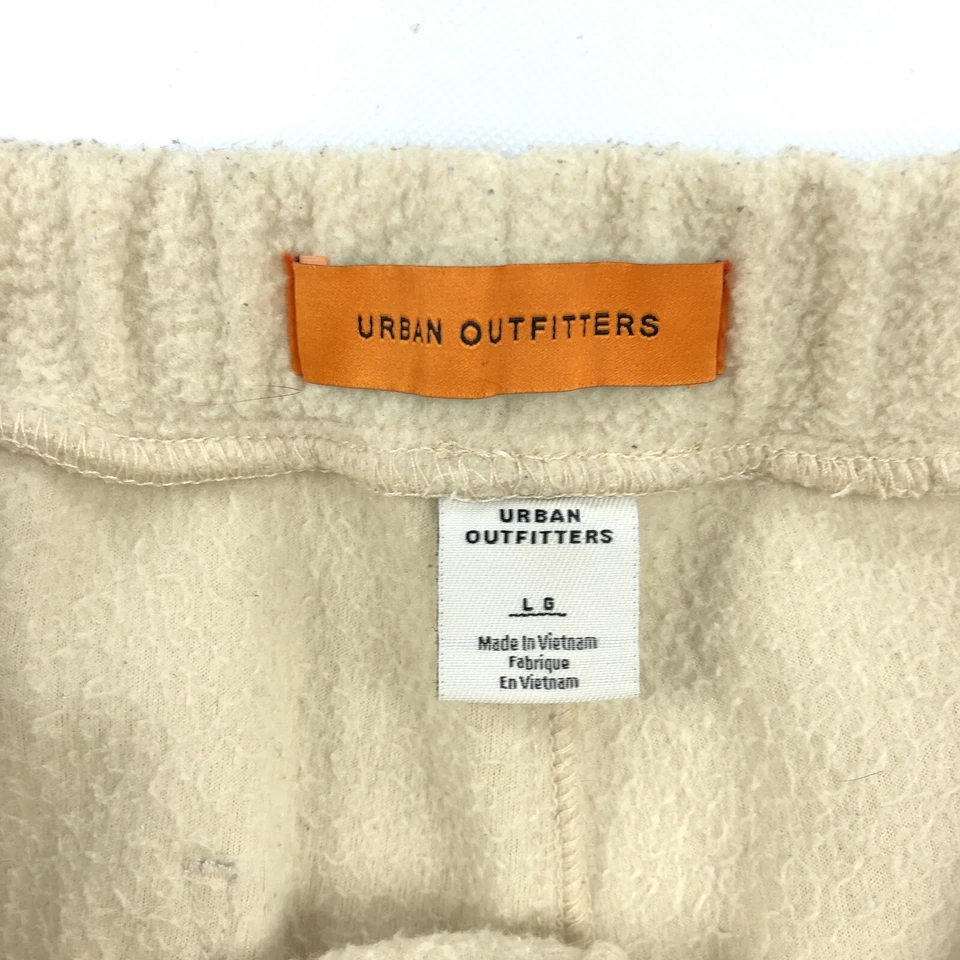 URBAN OUTFITTERS
URBAN
OUTFITTERS
L G
Made In Vietnam
Fabrique
En Vietnam